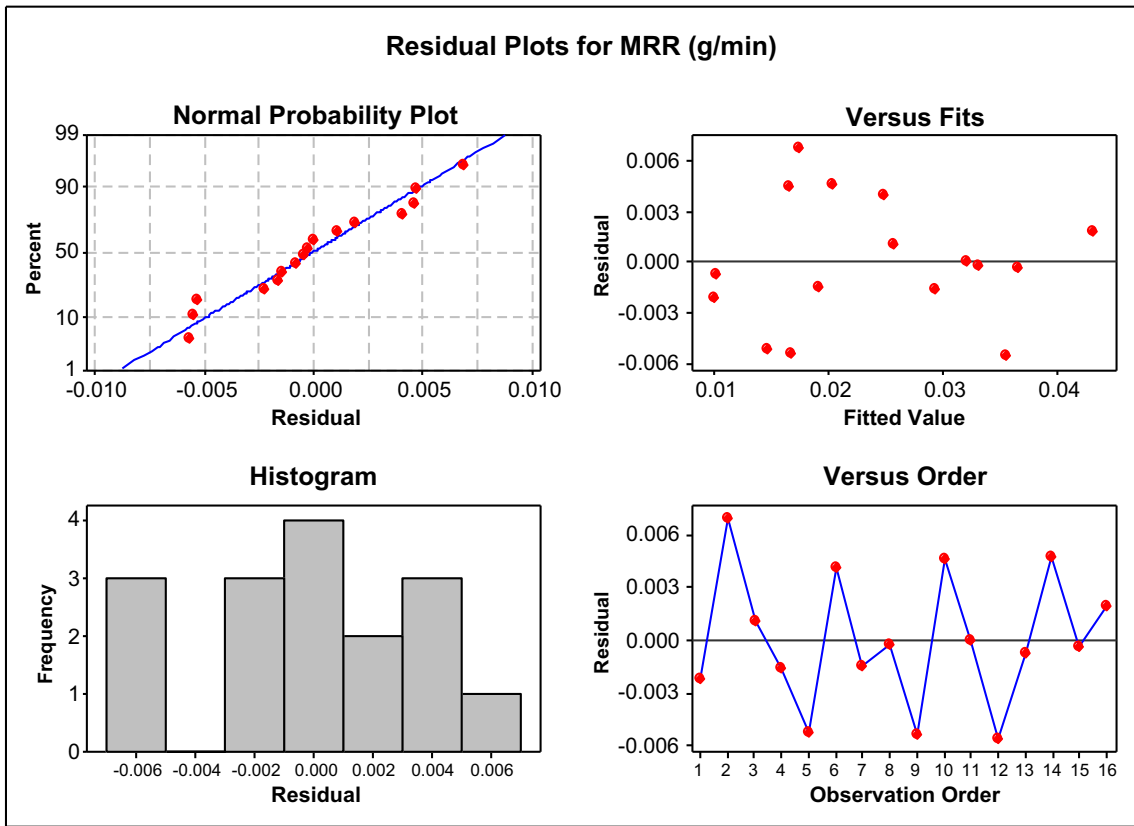 Residual Plots for MRR (g/min)
Normal Probability Plot
99
90
50
10
1
Percent
-0.010 -0.005 0.000 0.005 0.010
Residual
Versus Fits
0.006
0.003
0.000
-0.003
-0.006
Residual
0.01 0.02 0.03 0.04
Fitted Value
Histogram
4
3
2
1
0
Frequency
-0.006 -0.004 -0.002 0.000 0.002 0.004 0.006
Residual
Versus Order
0.006
0.003
0.000
-0.003
-0.006
Residual
1 2 3 4 5 6 7 8 9 10 11 12 13 14 15 16
Observation Order